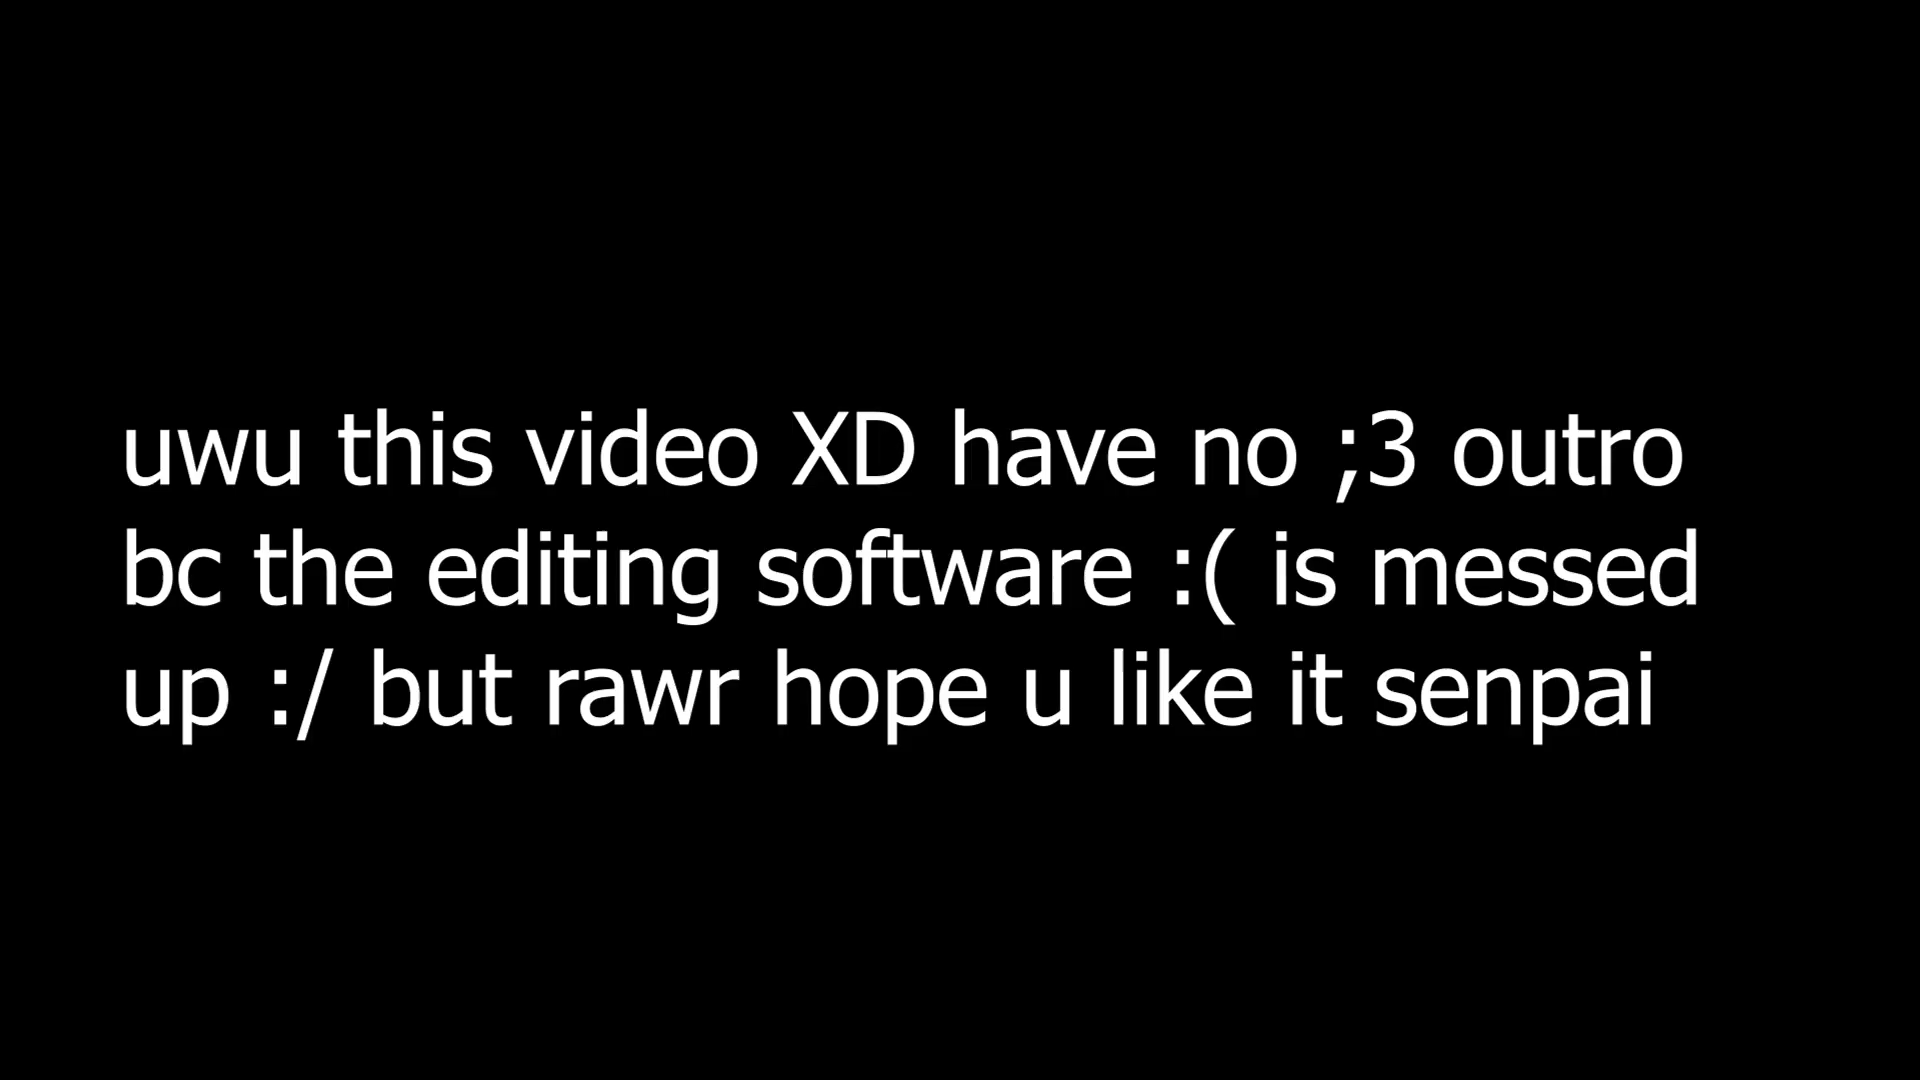 uwu this video XD have no ;3 outro
bc the editing software :( is messed
up :/ but rawr hope u like it senpai